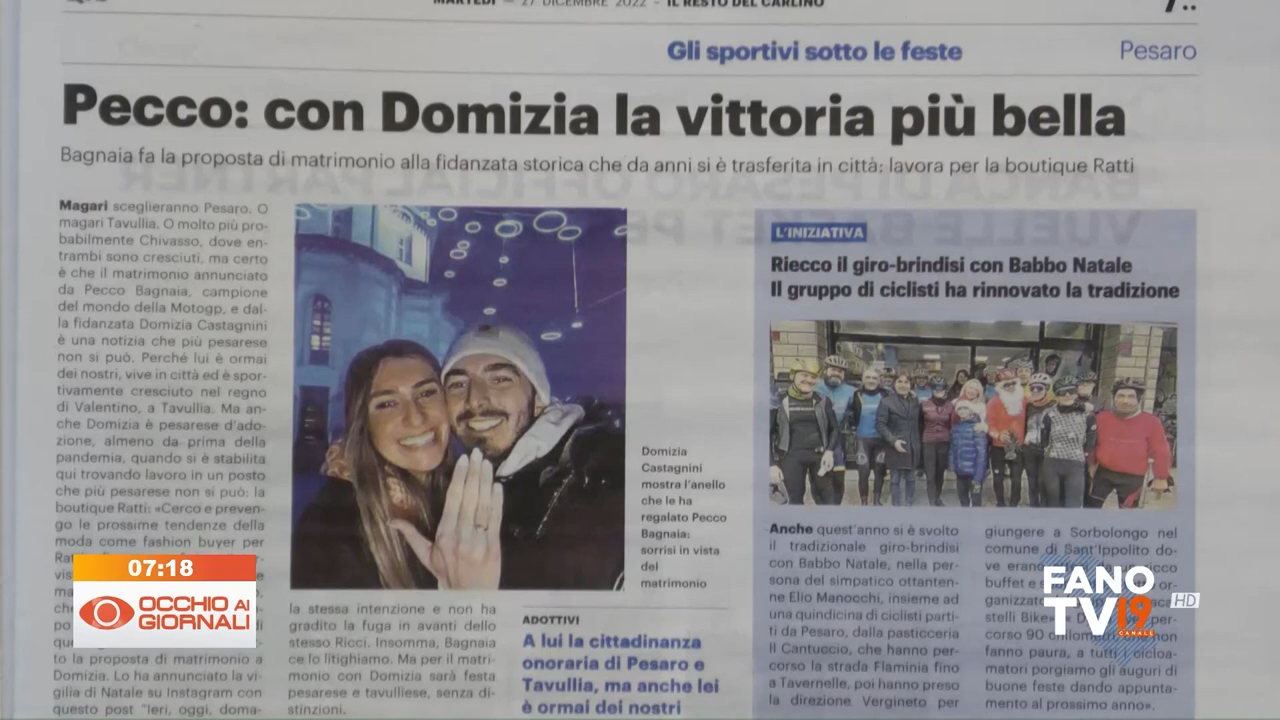 MARTEDÌ — 27 DICEMBRE 2022 – IL RESTO DEL CARLINO
Gli sportivi sotto le feste
Pesaro
Pecco: con Domizia la vittoria più bella
Bagnaia fa la proposta di matrimonio alla fidanzata storica che da anni si è trasferita in città: lavora per la boutique Ratti
Magari sceglieranno Pesaro. O
magari Tavullia. O molto più pro-
babilmente Chivasso, dove en-
trambi sono cresciuti, ma certo
è che il matrimonio annunciato
da Pecco Bagnaia, campione
del mondo della Motogp, e dal-
la fidanzata Domizia Castagnini
è una notizia che più pesarese
non si può. Perché lui è ormai
dei nostri, vive in città ed è spor-
tivamente cresciuto nel regno
di Valentino, a Tavullia. Ma an-
che Domizia è pesarese d'ado-
zione, almeno da prima della
pandemia, quando si è stabilita
qui trovando lavoro in un posto
che più pesarese non si può: la
boutique Ratti: «Cerco e preven-
go le prossime tendenze della
moda come fashion buyer per
to la proposta di matrimonio a
Domizia. Lo ha annunciato la vi-
gilia di Natale su Instagram con
questo post "Ieri, oggi, doma-
Domizia
Castagnini
mostra l'anello
che le ha
regalato Pecco
Bagnaia:
sorrisi in vista
del
matrimonio
la stessa intenzione e non ha
gradito la fuga in avanti dello
stesso Ricci. Insomma, Bagnaia
ce lo litighiamo. Ma per il matri-
monio con Domizia sarà festa
pesarese e tavulliese, senza di-
stinzioni.
ADOTTIVI
A lui la cittadinanza
onoraria di Pesaro e
Tavullia, ma anche lei
è ormai dei nostri
L'INIZIATIVA
Riecco il giro-brindisi con Babbo Natale
Il gruppo di ciclisti ha rinnovato la tradizione
Anche quest'anno si è svolto
il tradizionale giro-brindisi
con Babbo Natale, nella per-
sona del simpatico ottanten-
ne Elio Manocchi, insieme ad
una quindicina di ciclisti parti-
ti da Pesaro, dalla pasticceria
Il Cantuccio, che hanno per-
corso la strada Flaminia fino
a Tavernelle, poi hanno preso
la direzione Vergineto per
giungere a Sorbolongo nel
comune di Sant'Ippolito do-
ve
buffet e
ganizzato
stelli Bike
corso 90 non
fanno paura, a tutti i cicloa-
matori porgiamo gli auguri di
buone feste dando appunta-
mento al prossimo anno».
07:18
OCCHIO AI
GIORNALI
FANO
TV 19
CANALE
HD